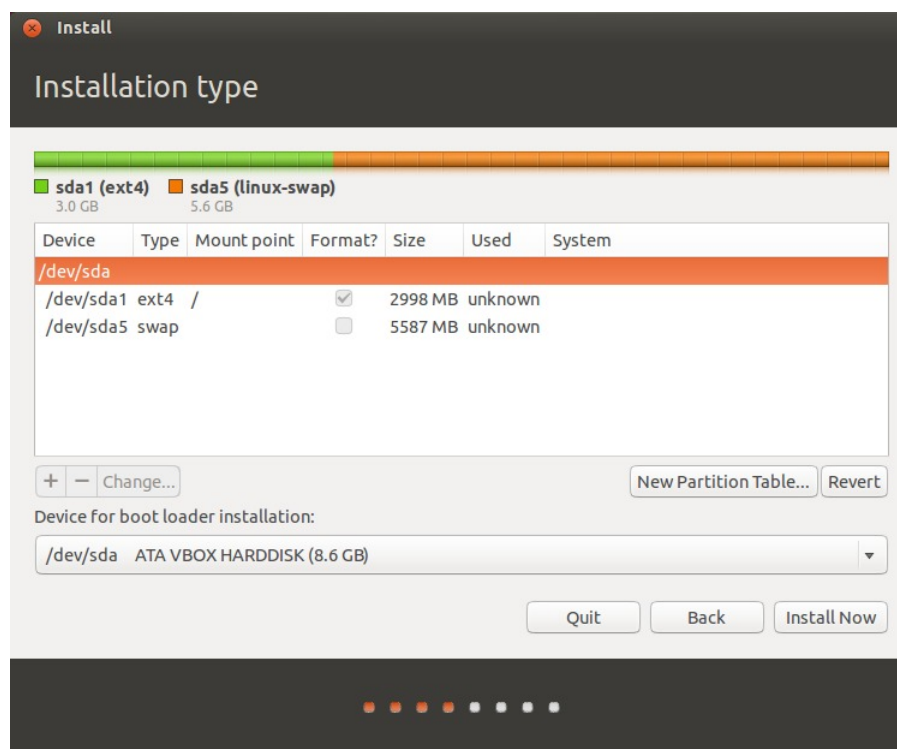 Install
Installation type
sda1 (ext4) sda5 (linux-swap)
3.0 GB 5.6 GB
Device Type Mount point Format? Size Used System
/dev/sda
/dev/sda1 ext4 / 2998 MB unknown
/dev/sda5 swap 5587 MB unknown
+ − Change... New Partition Table... Revert
Device for boot loader installation:
/dev/sda ATA VBOX HARDDISK (8.6 GB)
Quit Back Install Now